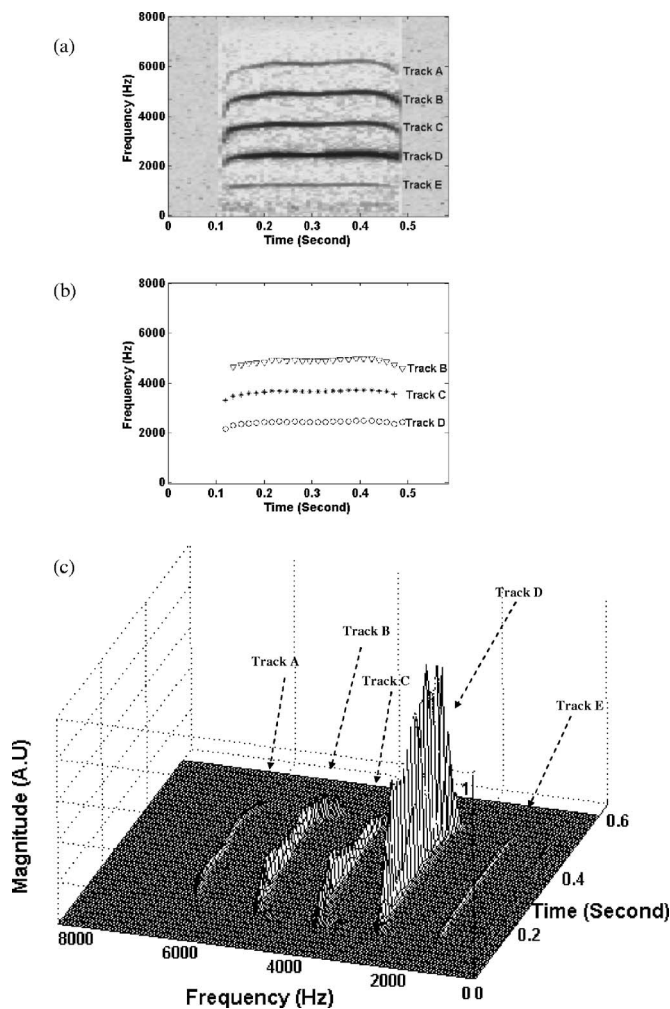 (a)
8000
6000
4000
2000
0
Frequency (Hz)
Track A
Track B
Track C
Track D
Track E
0 0.1 0.2 0.3 0.4 0.5
Time (Second)
(b)
8000
6000
4000
2000
0
Frequency (Hz)
Track B
Track C
Track D
0 0.1 0.2 0.3 0.4 0.5
Time (Second)
(c)
Track D
Track B
Track A
Track C
Track E
1
Magnitude (A.U)
0.6
0.4
0.2
0
Time (Second)
8000
6000
4000
2000
0
Frequency (Hz)